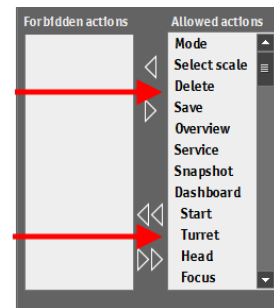 Forbidden actions
Allowed actions
Mode
Select scale
Delete
Save
Overview
Service
Snapshot
Dashboard
Start
Turret
Head
Focus